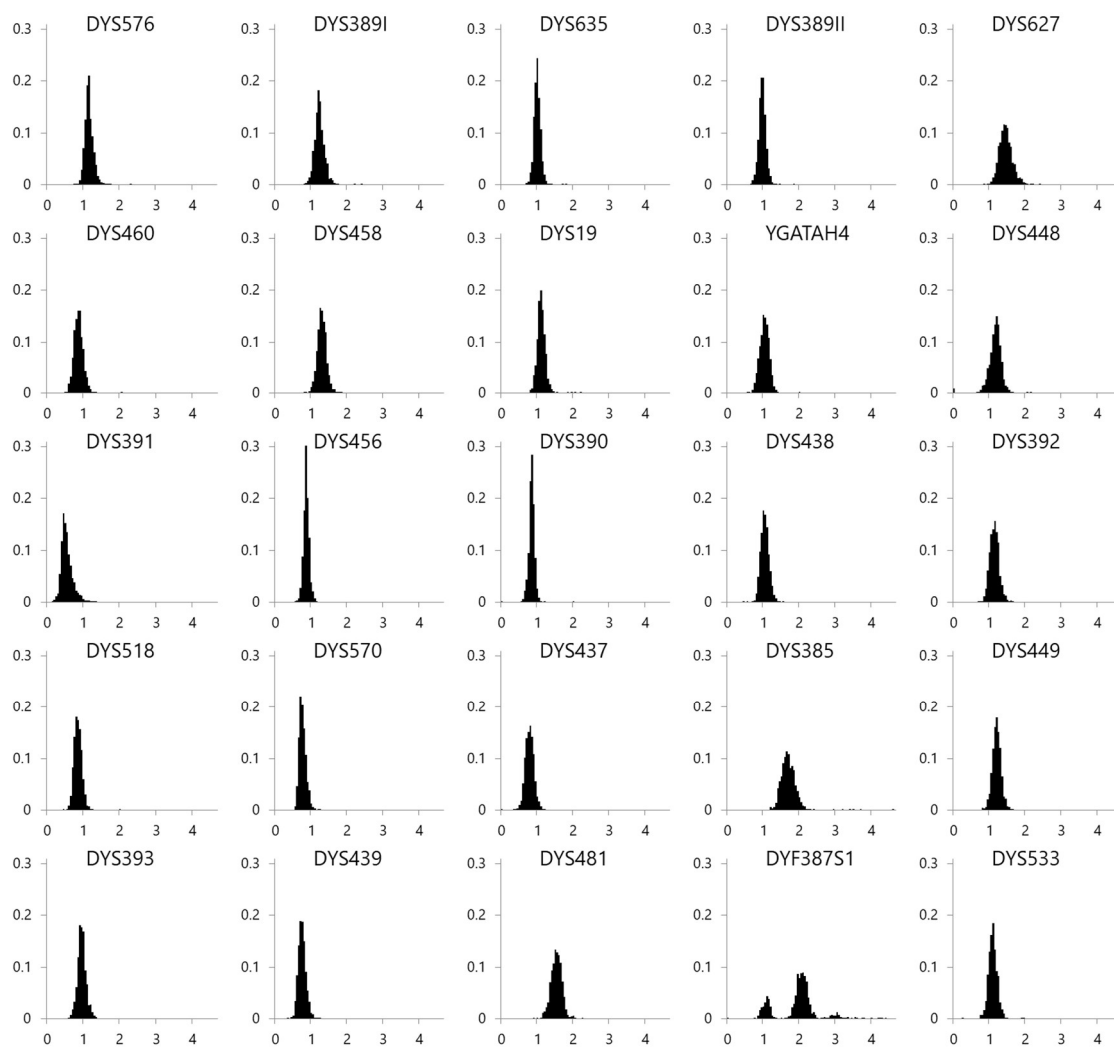 DYS576 DYS389I DYS635 DYS389II DYS627
0.3 0.3 0.3 0.3 0.3
0.2 0.2 0.2 0.2 0.2
0.1 0.1 0.1 0.1 0.1
0 0 0 0 0
0 1 2 3 4 0 1 2 3 4 0 1 2 3 4 0 1 2 3 4 0 1 2 3 4
DYS460 DYS458 DYS19 YGATAH4 DYS448
0.3 0.3 0.3 0.3 0.3
0.2 0.2 0.2 0.2 0.2
0.1 0.1 0.1 0.1 0.1
0 0 0 0 0
0 1 2 3 4 0 1 2 3 4 0 1 2 3 4 0 1 2 3 4 0 1 2 3 4
DYS391 DYS456 DYS390 DYS438 DYS392
0.3 0.3 0.3 0.3 0.3
0.2 0.2 0.2 0.2 0.2
0.1 0.1 0.1 0.1 0.1
0 0 0 0 0
0 1 2 3 4 0 1 2 3 4 0 1 2 3 4 0 1 2 3 4 0 1 2 3 4
DYS518 DYS570 DYS437 DYS385 DYS449
0.3 0.3 0.3 0.3 0.3
0.2 0.2 0.2 0.2 0.2
0.1 0.1 0.1 0.1 0.1
0 0 0 0 0
0 1 2 3 4 0 1 2 3 4 0 1 2 3 4 0 1 2 3 4 0 1 2 3 4
DYS393 DYS439 DYS481 DYF387S1 DYS533
0.3 0.3 0.3 0.3 0.3
0.2 0.2 0.2 0.2 0.2
0.1 0.1 0.1 0.1 0.1
0 0 0 0 0
0 1 2 3 4 0 1 2 3 4 0 1 2 3 4 0 1 2 3 4 0 1 2 3 4